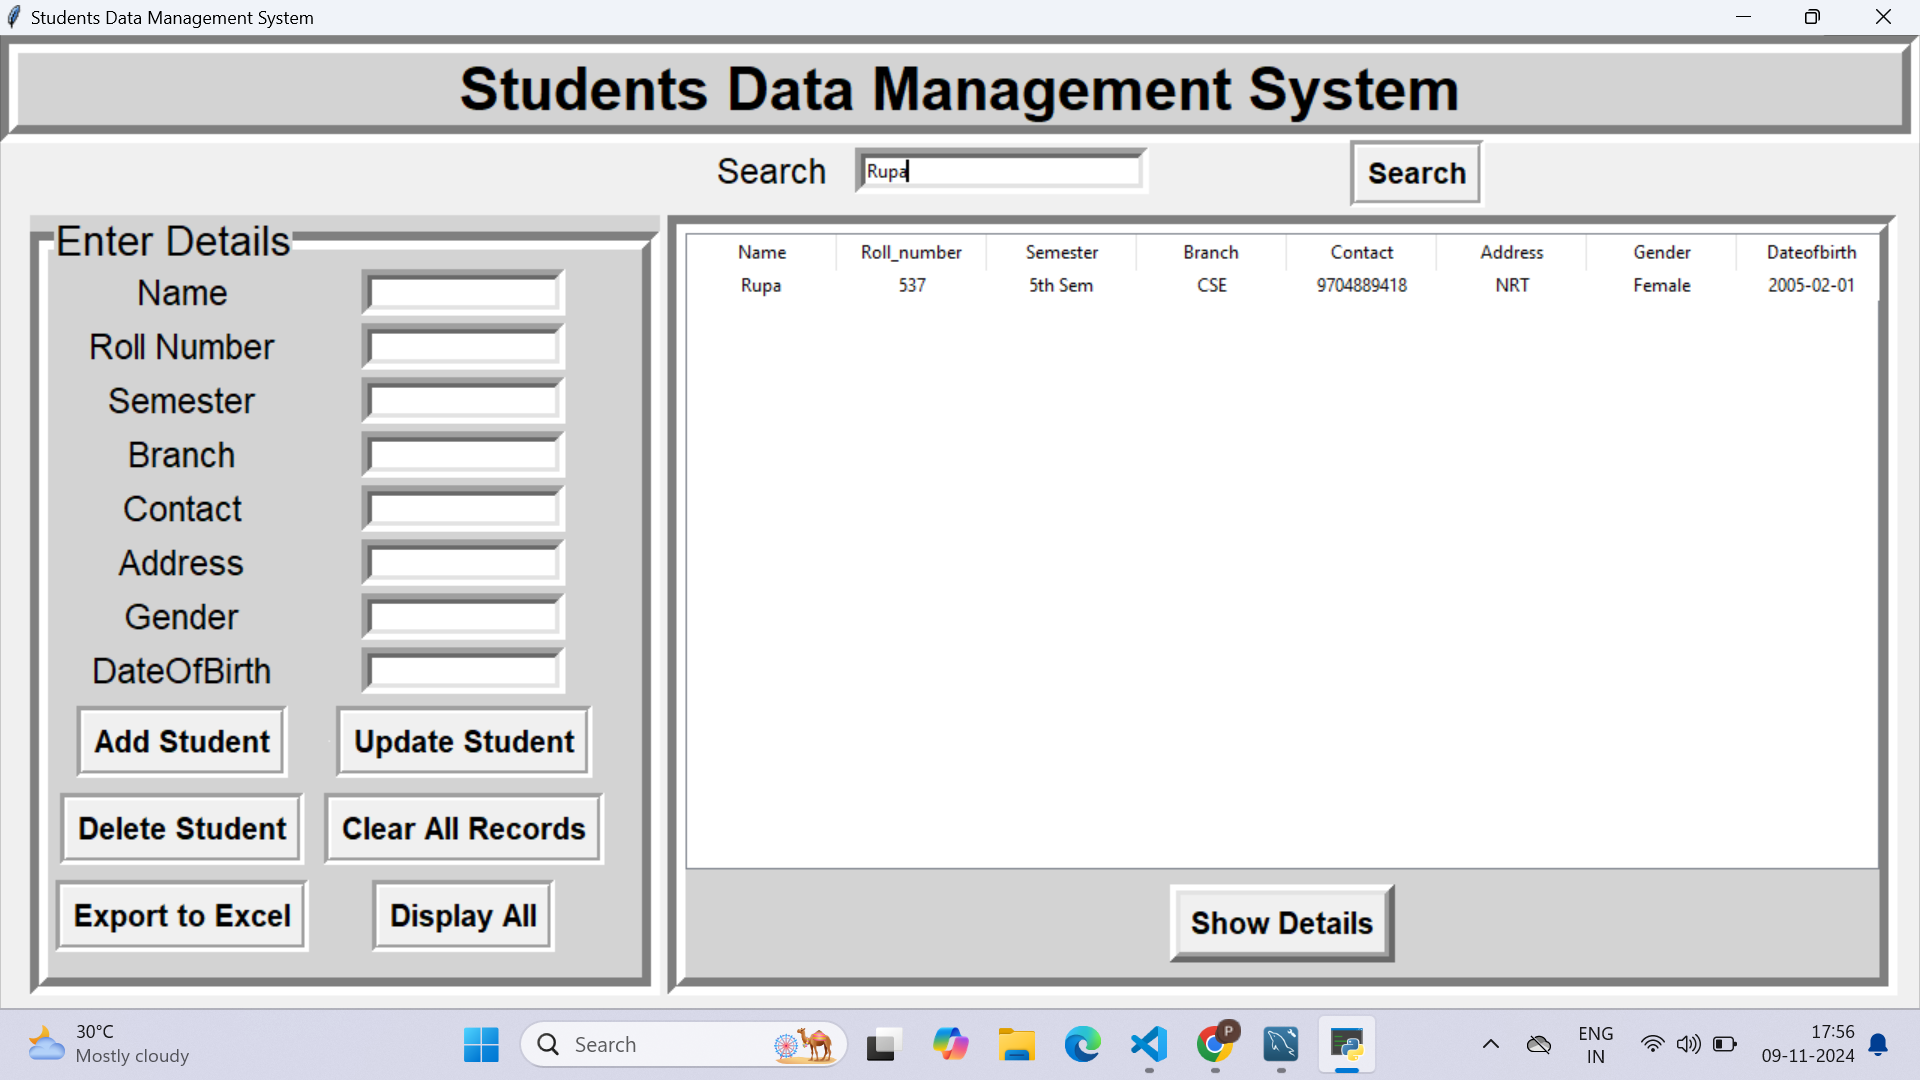 Students Data Management System
Students Data Management System
Search Rupa Search
Enter Details
Name
Roll Number
Semester
Branch
Contact
Address
Gender
DateOfBirth
Add Student Update Student
Delete Student Clear All Records
Export to Excel Display All
Name Roll_number Semester Branch Contact Address Gender Dateofbirth
Rupa 537 5th Sem CSE 9704889418 NRT Female 2005-02-01
Show Details
30°C
Mostly cloudy
Search
P
ENG
IN
17:56
09-11-2024